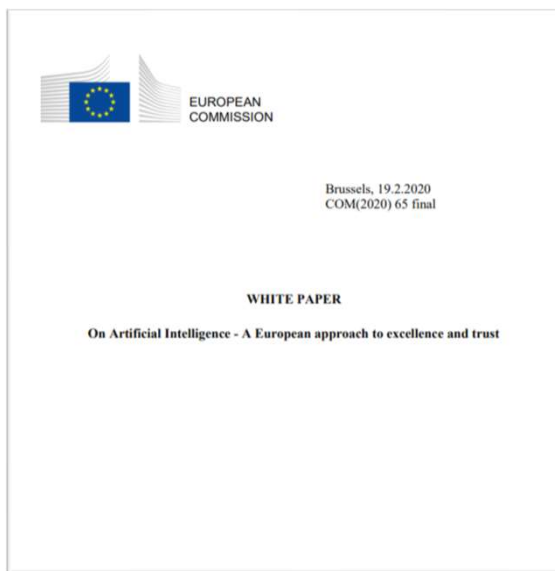 EUROPEAN
COMMISSION
Brussels, 19.2.2020
COM(2020) 65 final
WHITE PAPER
On Artificial Intelligence - A European approach to excellence and trust